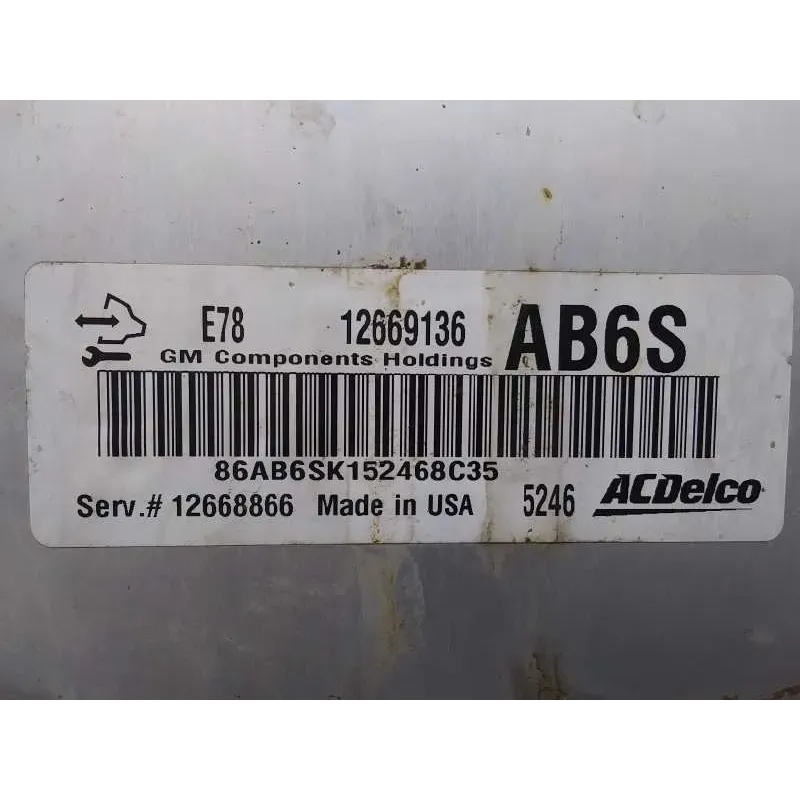 E78 12669136 AB6S
GM Components Holdings
86AB6SK152468C35
Serv.# 12668866 Made in USA 5246 ACDelco